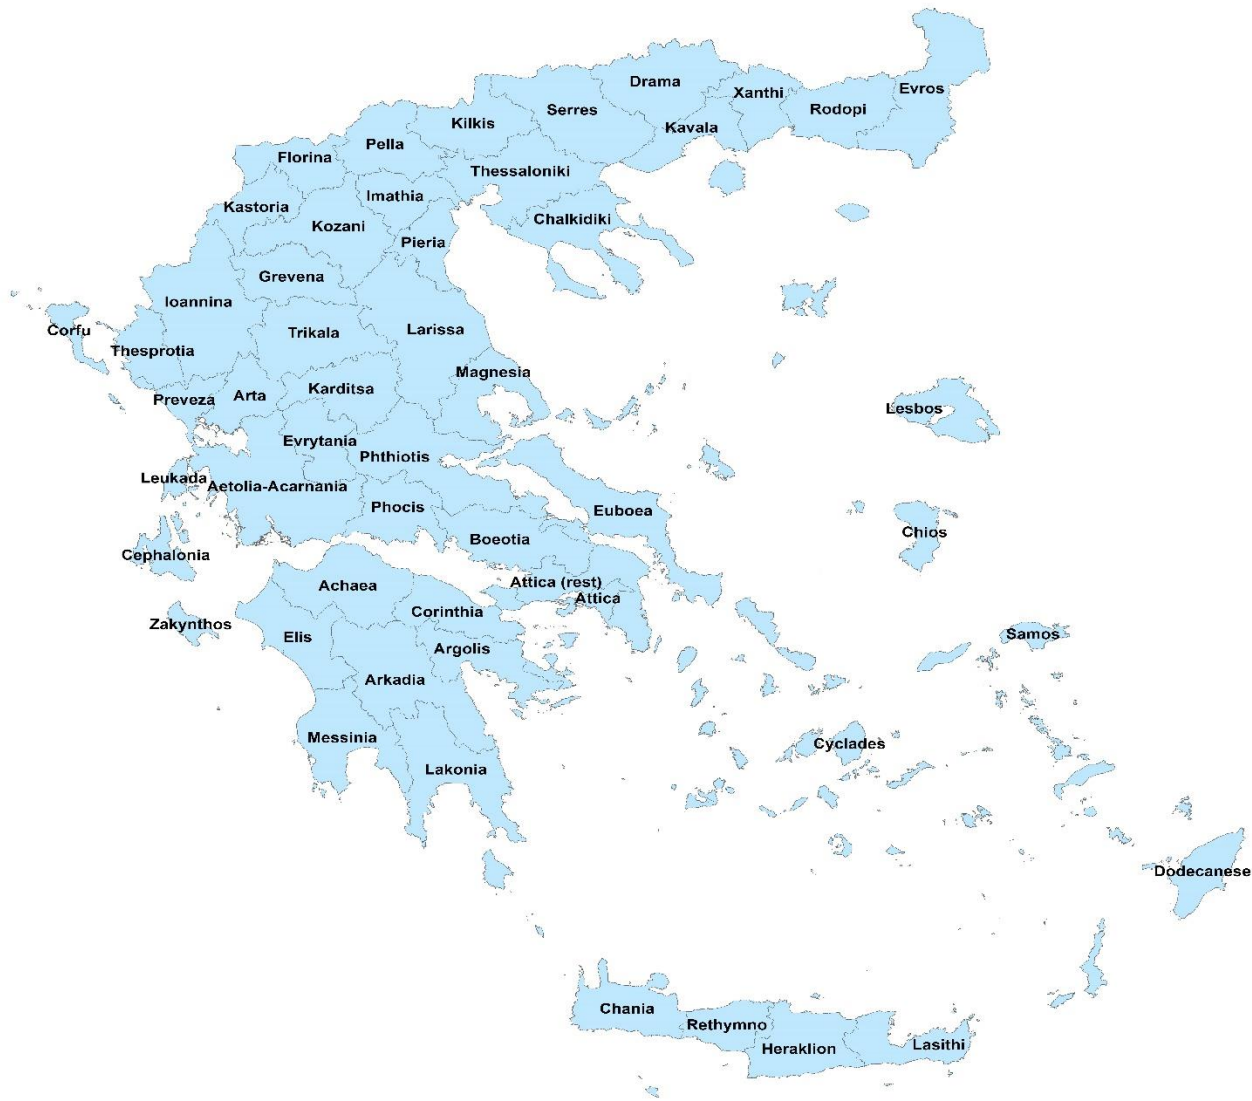 Drama
Evros
Xanthi
Serres
Rodopi
Kilkis
Kavala
Pella
Florina
Thessaloniki
Imathia
Kastoria
Chalkidiki
Kozani
Pieria
Grevena
Ioannina
Corfu
Larissa
Trikala
Thesprotia
Magnesia
Karditsa
Arta
Preveza
Lesbos
Evrytania
Phthiotis
Leukada
Aetolia-Acarnania
Phocis
Euboea
Chios
Boeotia
Cephalonia
Attica (rest)
Achaea
Attica
Corinthia
Zakynthos
Samos
Elis
Argolis
Arkadia
Messinia
Cyclades
Lakonia
Dodecanese
Chania
Rethymno
Lasithi
Heraklion